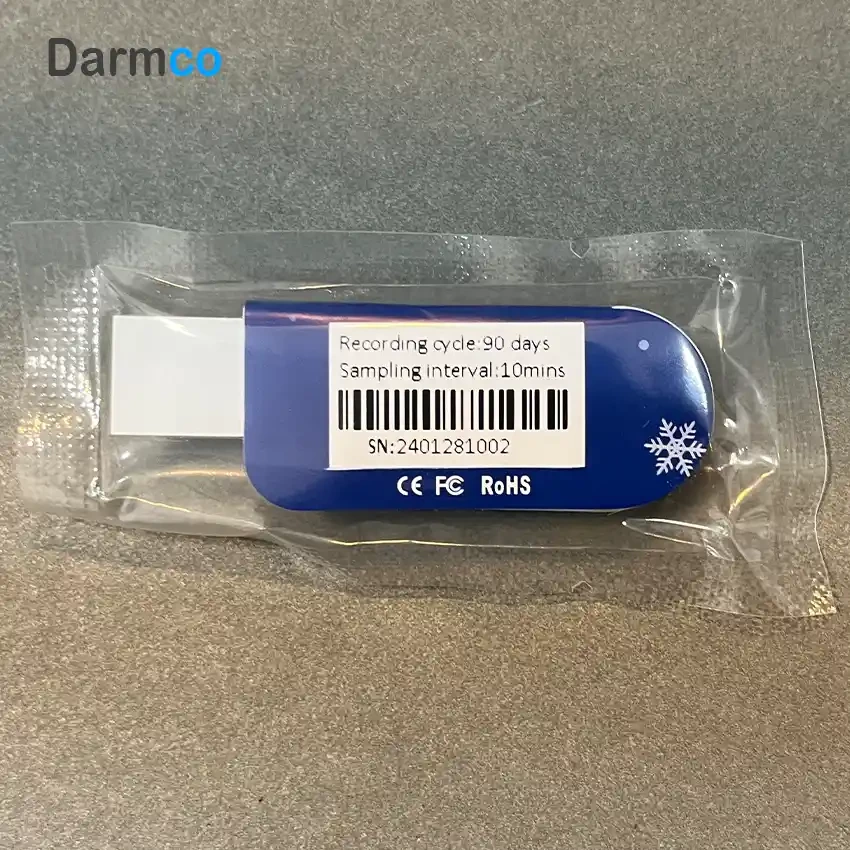 Darmco
Recording cycle:90 days
Sampling interval:10mins
SN:2401281002
CE FC RoHS